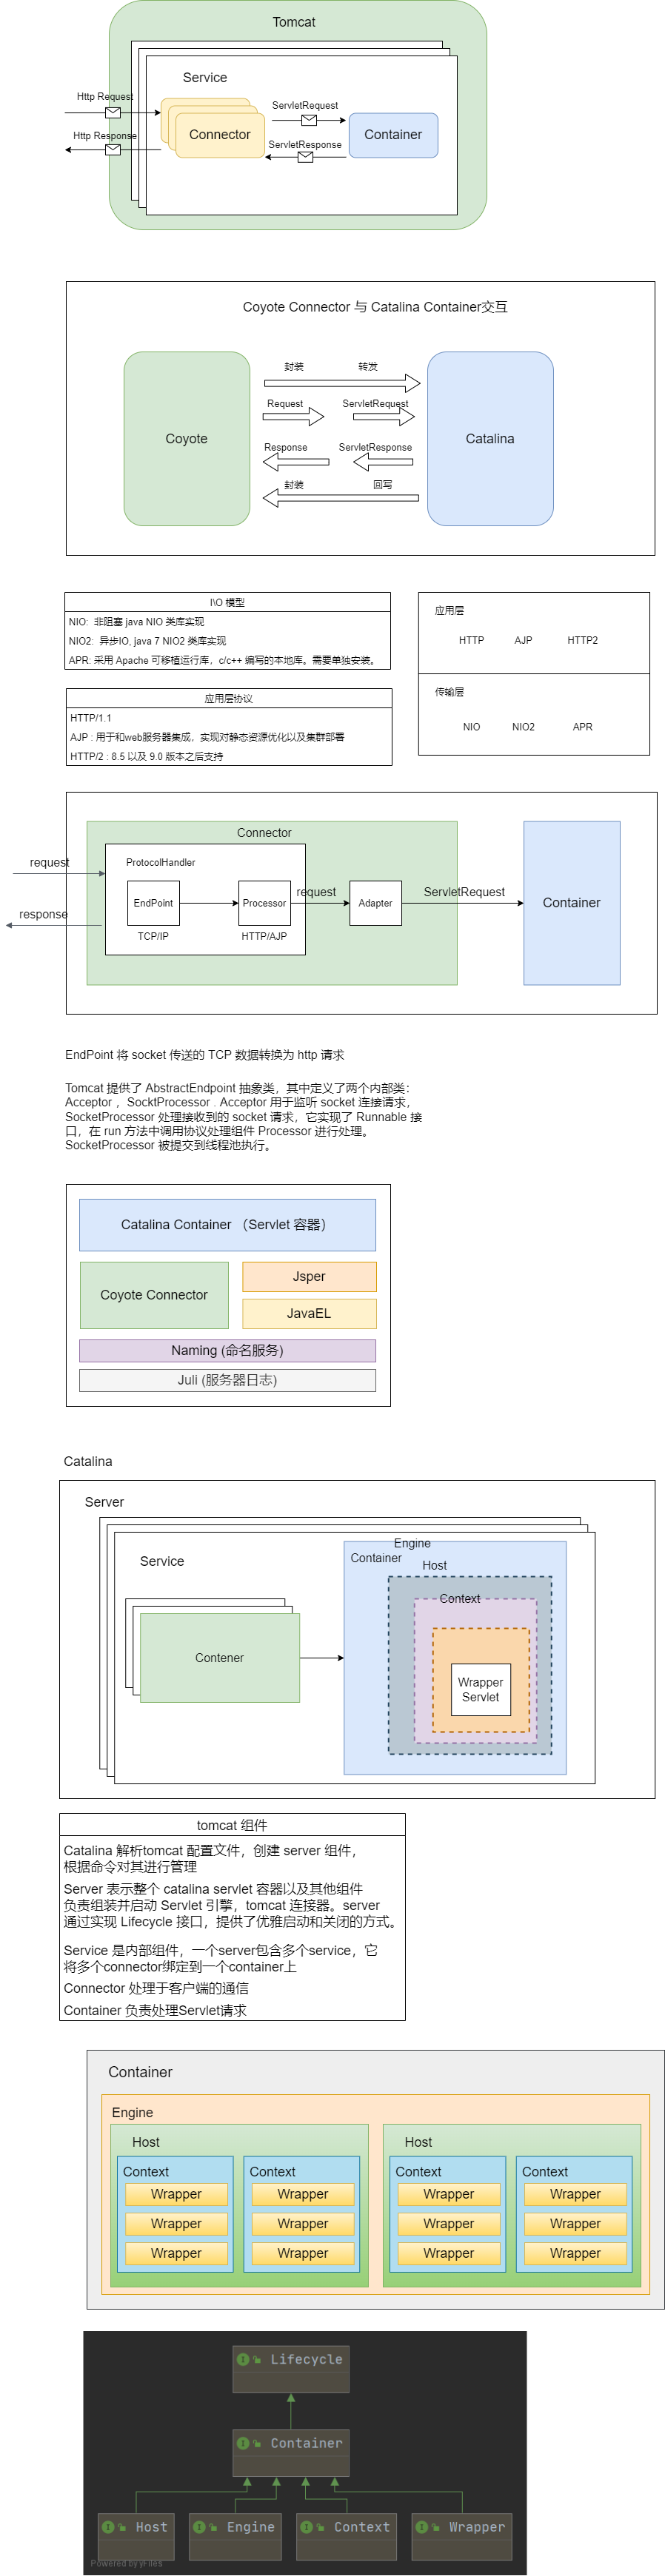 Tomcat
Service
Http Request
ServletRequest
Connector
Container
Http Response
ServletResponse
Coyote Connector 与 Catalina Container交互
封装 转发
Request ServletRequest
Coyote
Catalina
Response ServletResponse
封装 回写
I\O 模型
NIO: 非阻塞 java NIO 类库实现
NIO2: 异步IO, java 7 NIO2 类库实现
APR: 采用 Apache 可移植运行库，c/c++ 编写的本地库。需要单独安装。
应用层
HTTP AJP HTTP2
传输层
NIO NIO2 APR
应用层协议
HTTP/1.1
AJP : 用于和web服务器集成，实现对静态资源优化以及集群部署
HTTP/2 : 8.5 以及 9.0 版本之后支持
Connector
request
ProtocolHandler
request
ServletRequest
EndPoint
Processor
Adapter
Container
response
TCP/IP
HTTP/AJP
EndPoint 将 socket 传送的 TCP 数据转换为 http 请求
Tomcat 提供了 AbstractEndpoint 抽象类，其中定义了两个内部类：
Acceptor ，SocktProcessor . Acceptor 用于监听 socket 连接请求，
SocketProcessor 处理接收到的 socket 请求，它实现了 Runnable 接
口，在 run 方法中调用协议处理组件 Processor 进行处理。
SocketProcessor 被提交到线程池执行。
Catalina Container （Servlet 容器）
Coyote Connector
Jsper
JavaEL
Naming (命名服务)
Juli (服务器日志)
Catalina
Server
Service
Engine
Container
Host
Context
Contener
Wrapper
Servlet
tomcat 组件
Catalina 解析tomcat 配置文件，创建 server 组件，
根据命令对其进行管理
Server 表示整个 catalina servlet 容器以及其他组件
负责组装并启动 Servlet 引擎，tomcat 连接器。server
通过实现 Lifecycle 接口，提供了优雅启动和关闭的方式。
Service 是内部组件，一个server包含多个service，它
将多个connector绑定到一个container上
Connector 处理于客户端的通信
Container 负责处理Servlet请求
Container
Engine
Host Host
Context Context Context Context
Wrapper Wrapper Wrapper Wrapper
Wrapper Wrapper Wrapper Wrapper
Wrapper Wrapper Wrapper Wrapper
I Lifecycle
I Container
I Host I Engine I Context I Wrapper
Powered by yFiles